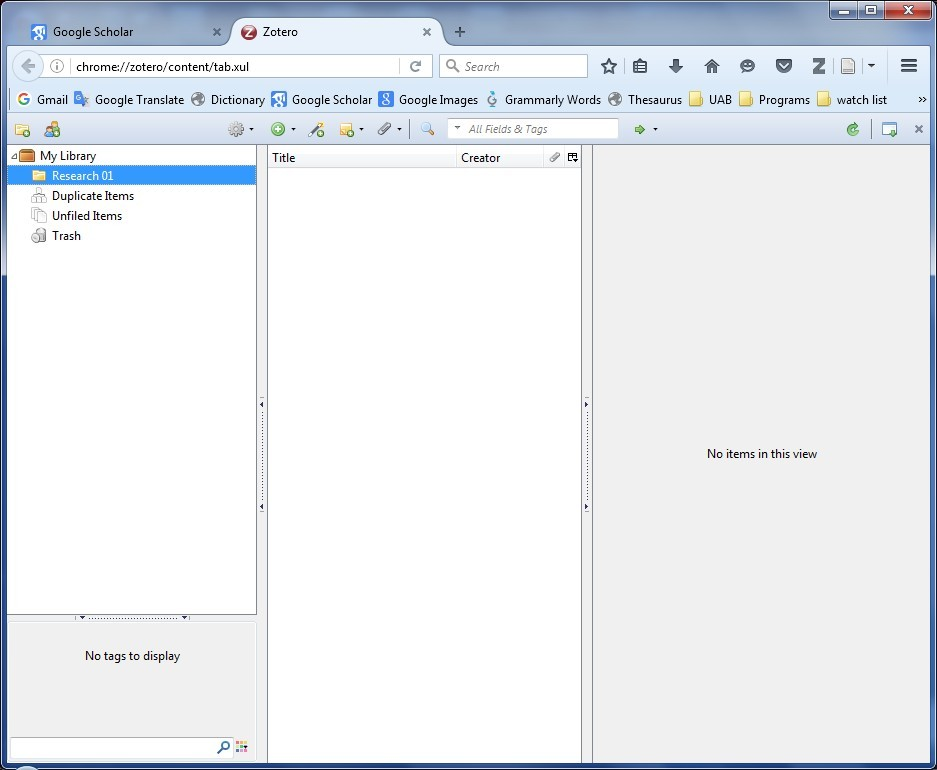 Google Scholar
Zotero
chrome://zotero/content/tab.xul
Search
Gmail Google Translate Dictionary Google Scholar Google Images Grammarly Words Thesaurus UAB Programs watch list »
All Fields & Tags
My Library
Title Creator
Research 01
Duplicate Items
Unfiled Items
Trash
No items in this view
No tags to display